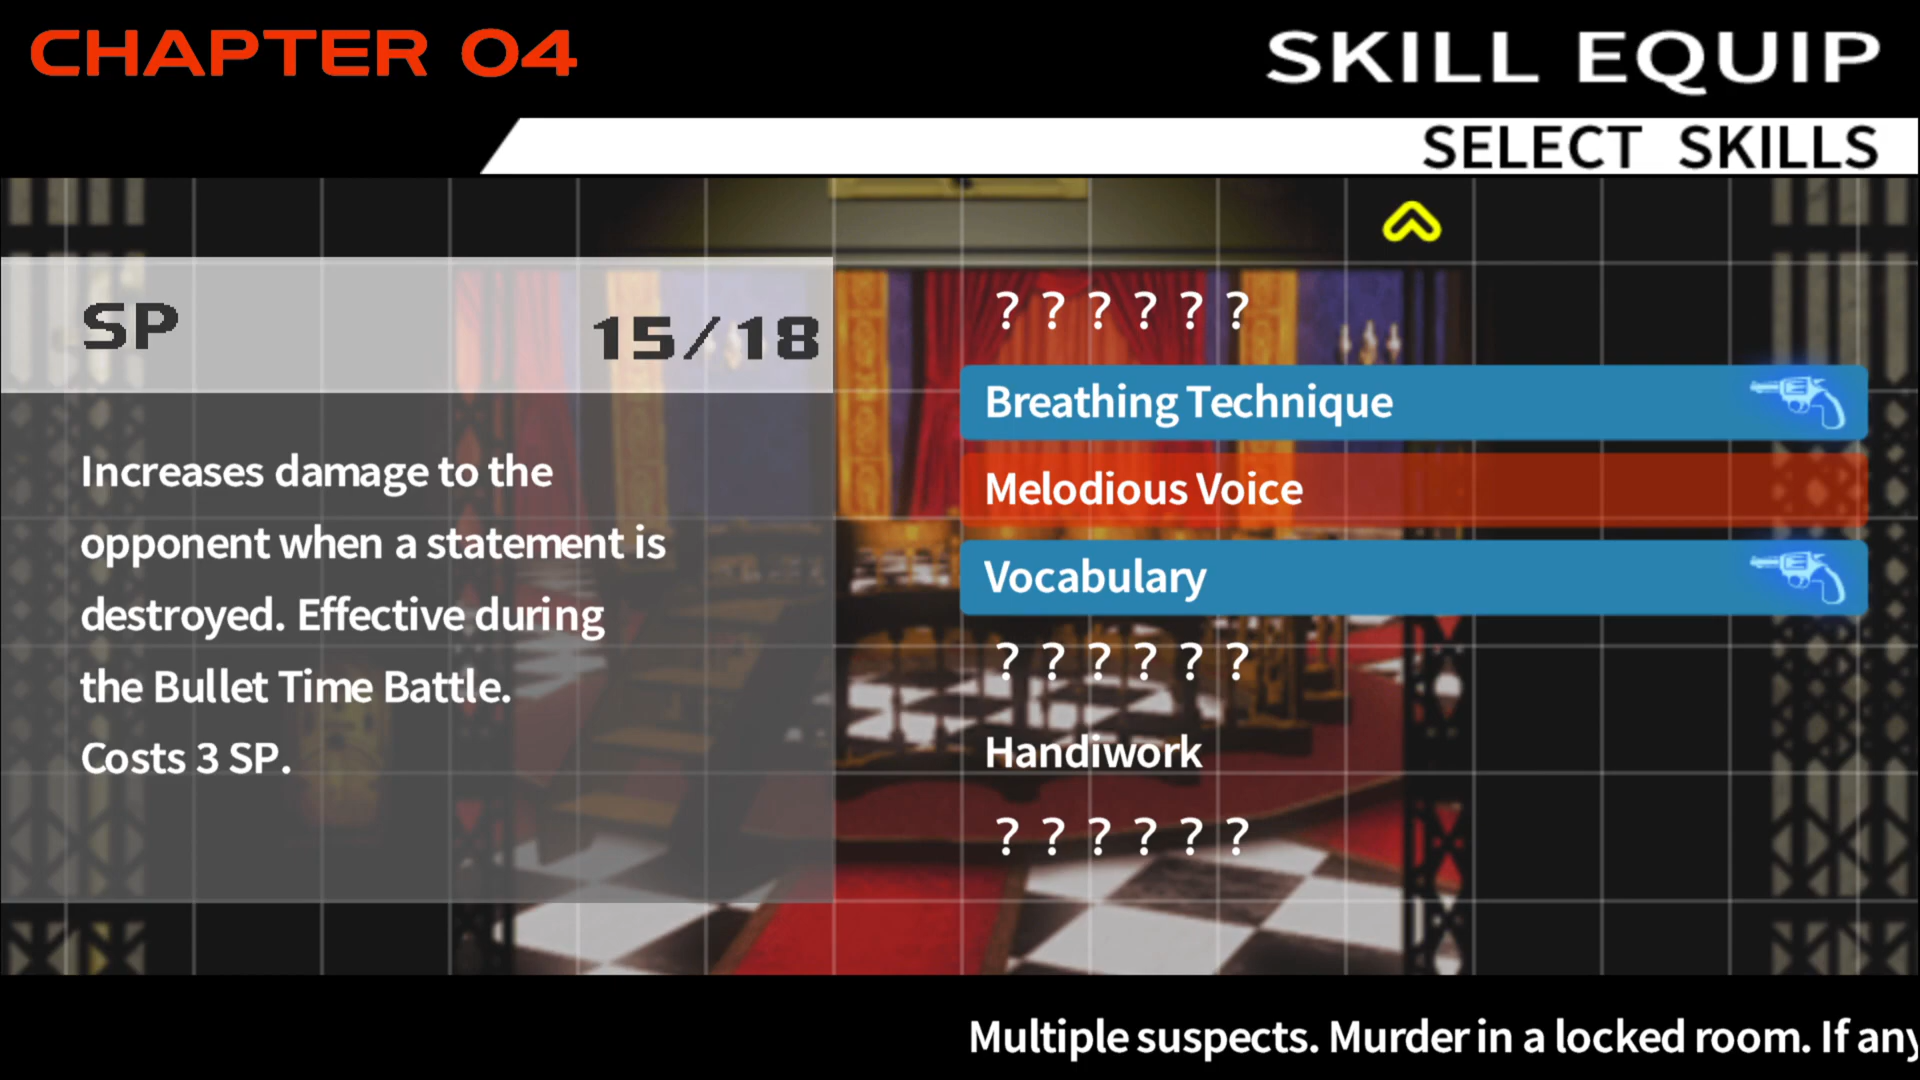 CHAPTER 04
SKILL EQUIP
SELECT SKILLS
SP 15/18
Increases damage to the
opponent when a statement is
destroyed. Effective during
the Bullet Time Battle.
Costs 3 SP.
? ? ? ? ? ?
Breathing Technique
Melodious Voice
Vocabulary
? ? ? ? ? ?
Handiwork
? ? ? ? ? ?
Multiple suspects. Murder in a locked room. If any